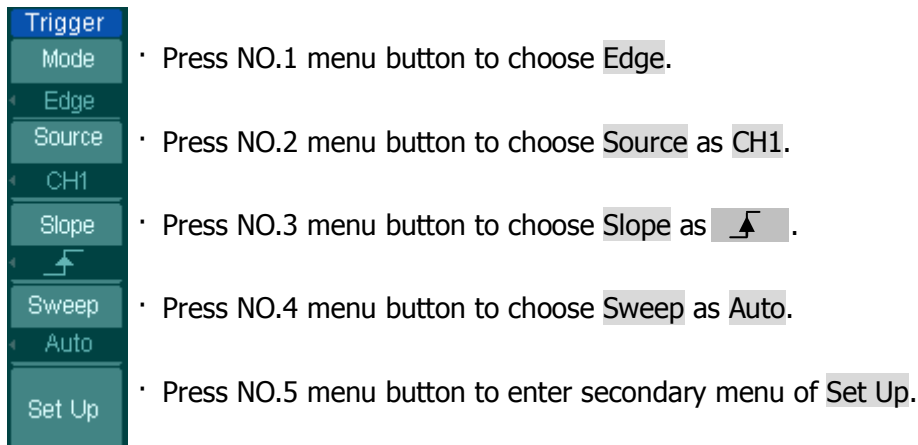 Trigger
Mode
· Press NO.1 menu button to choose Edge.
Edge
Source
· Press NO.2 menu button to choose Source as CH1.
CH1
Slope
· Press NO.3 menu button to choose Slope as .
Sweep
· Press NO.4 menu button to choose Sweep as Auto.
Auto
Set Up
· Press NO.5 menu button to enter secondary menu of Set Up.